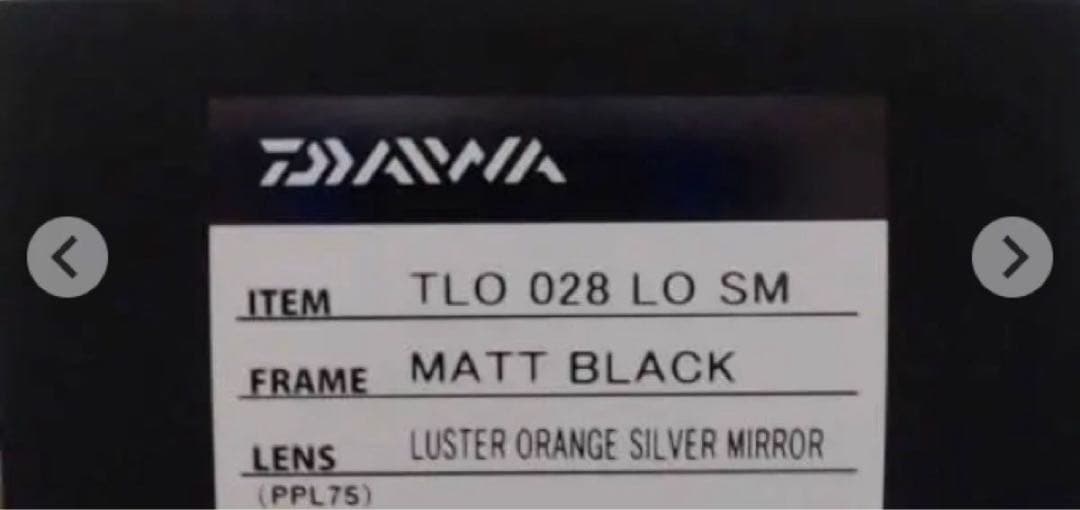 DAIWA
ITEM TLO 028 LO SM
FRAME MATT BLACK
LENS LUSTER ORANGE SILVER MIRROR
(PPL75)